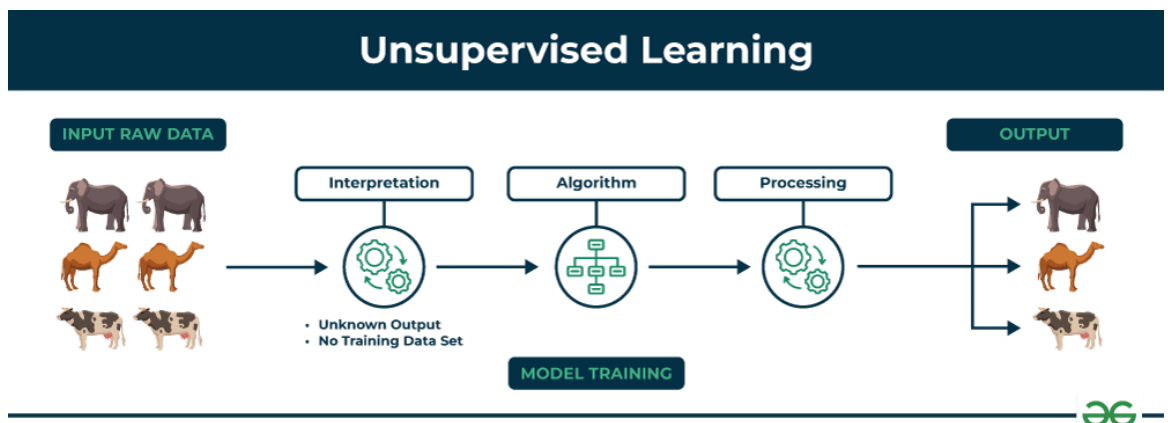 Unsupervised Learning
INPUT RAW DATA
OUTPUT
Interpretation
Algorithm
Processing
• Unknown Output
• No Training Data Set
MODEL TRAINING